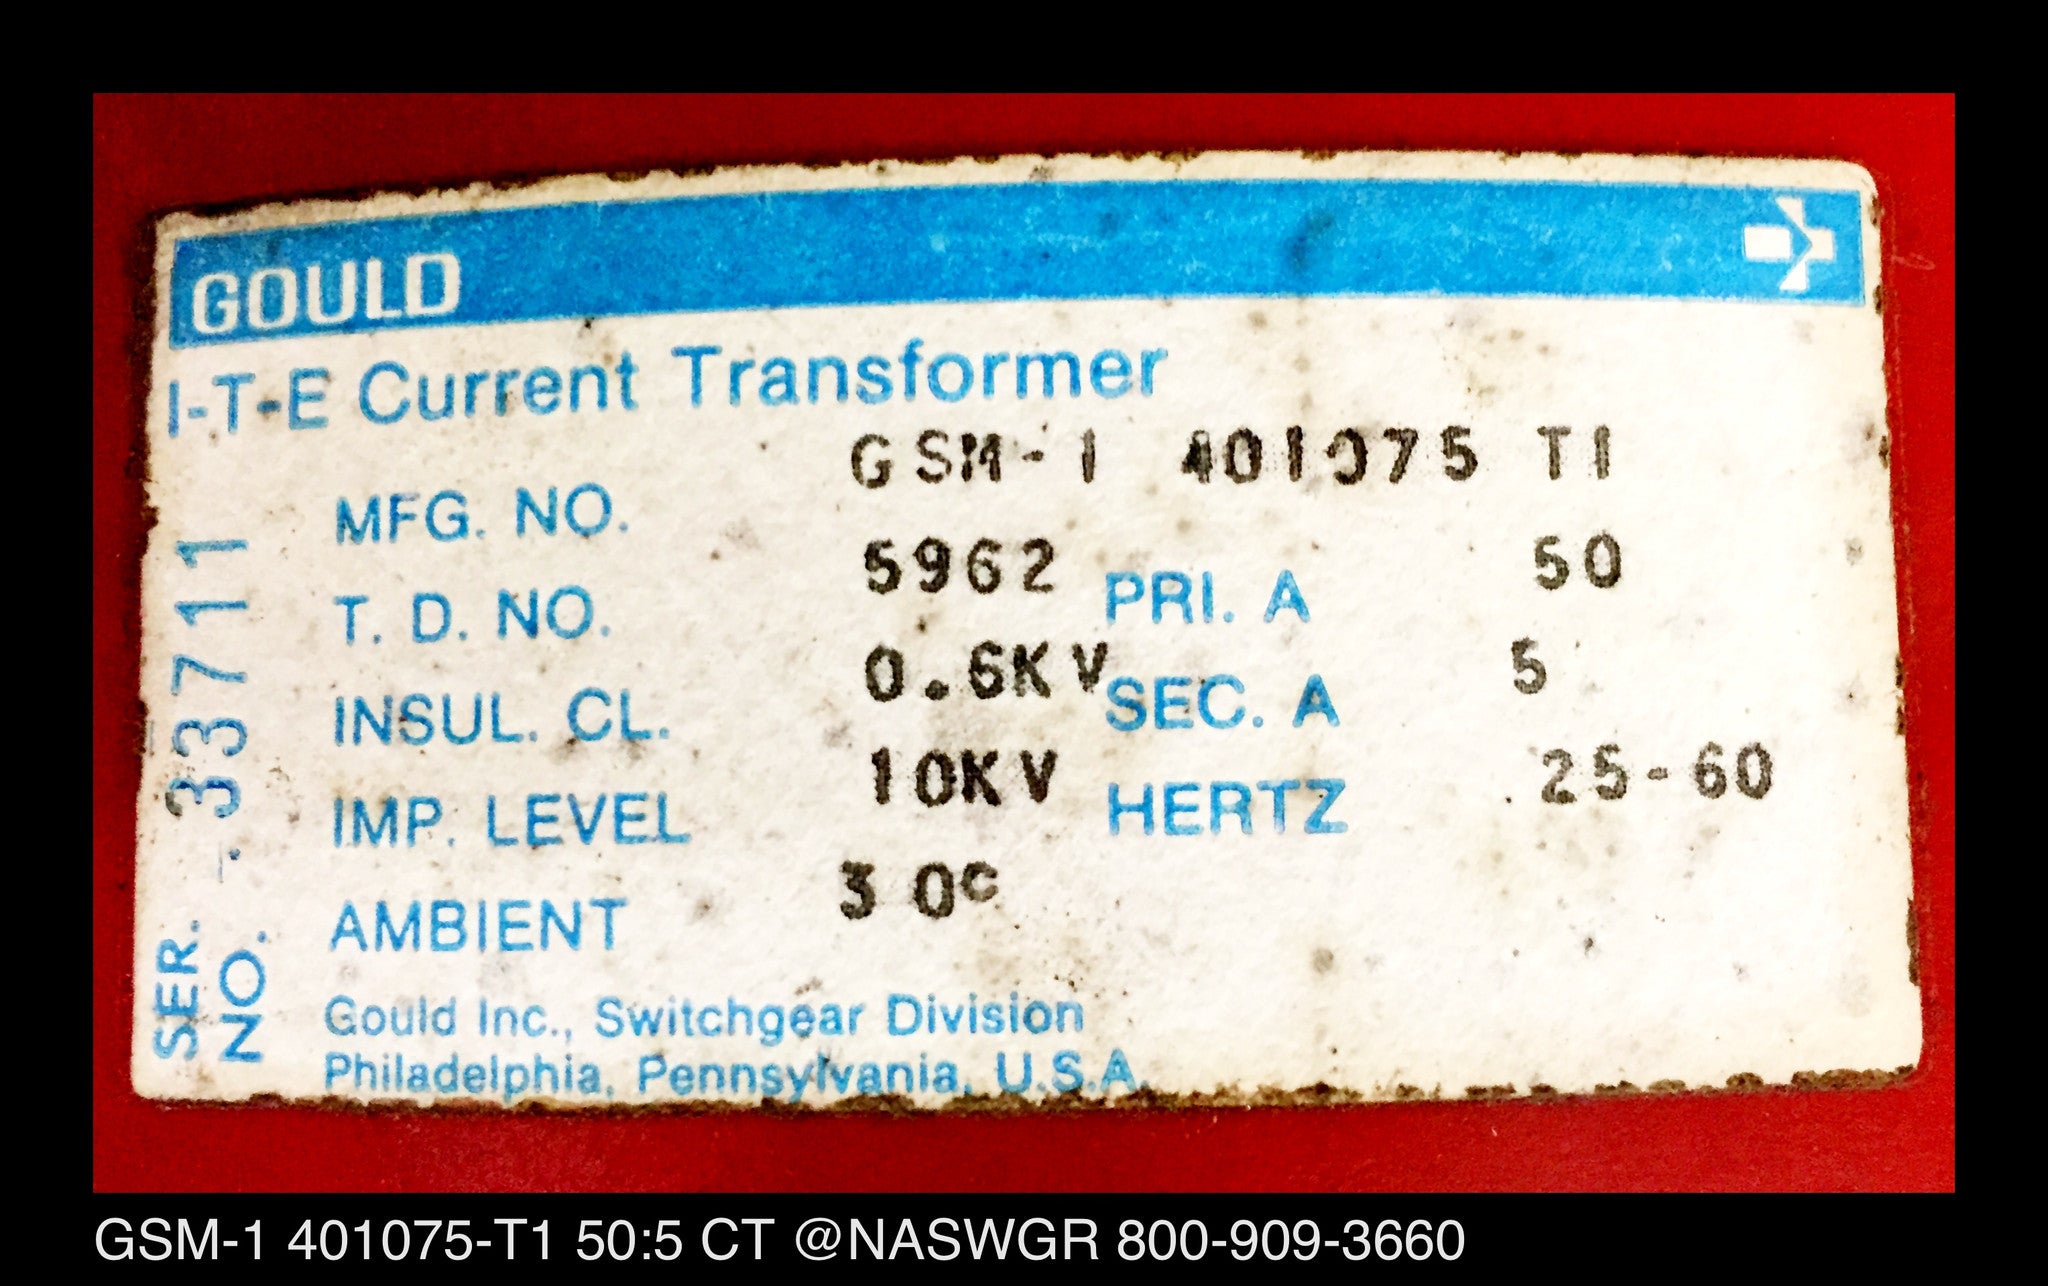 GOULD
I-T-E Current Transformer
MFG. NO. GSM-1 401075 T1
T. D. NO. 5962 PRI. A 50
INSUL. CL. 0.6KV SEC. A 5
IMP. LEVEL 10KV HERTZ 25-60
AMBIENT 30°C
Gould Inc., Switchgear Division
Philadelphia, Pennsylvania, U.S.A.
SER. NO. 33711
GSM-1 401075-T1 50:5 CT @NASWGR 800-909-3660